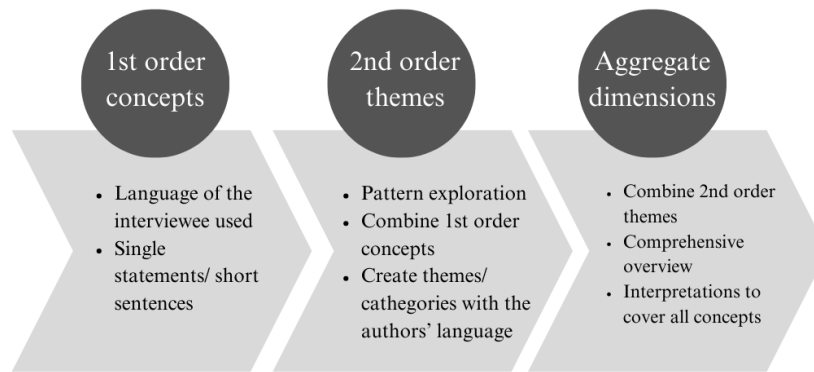 1st order
concepts
2nd order
themes
Aggregate
dimensions
• Language of the
interviewee used
• Single
statements/ short
sentences
• Pattern exploration
• Combine 1st order
concepts
• Create themes/
cathegories with the
authors' language
• Combine 2nd order
themes
• Comprehensive
overview
• Interpretations to
cover all concepts